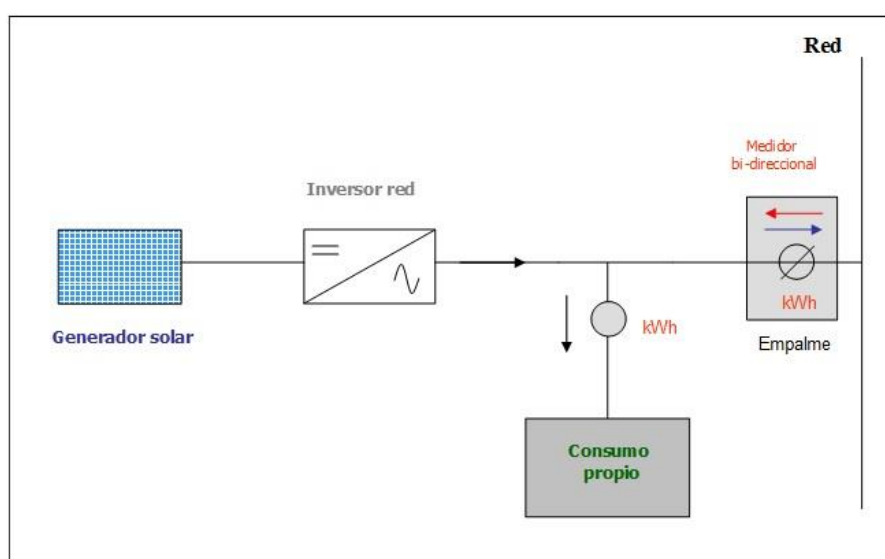 Red
Medidor
bi-direccional
Inversor red
kWh
Generador solar
kWh
Empalme
Consumo
propio